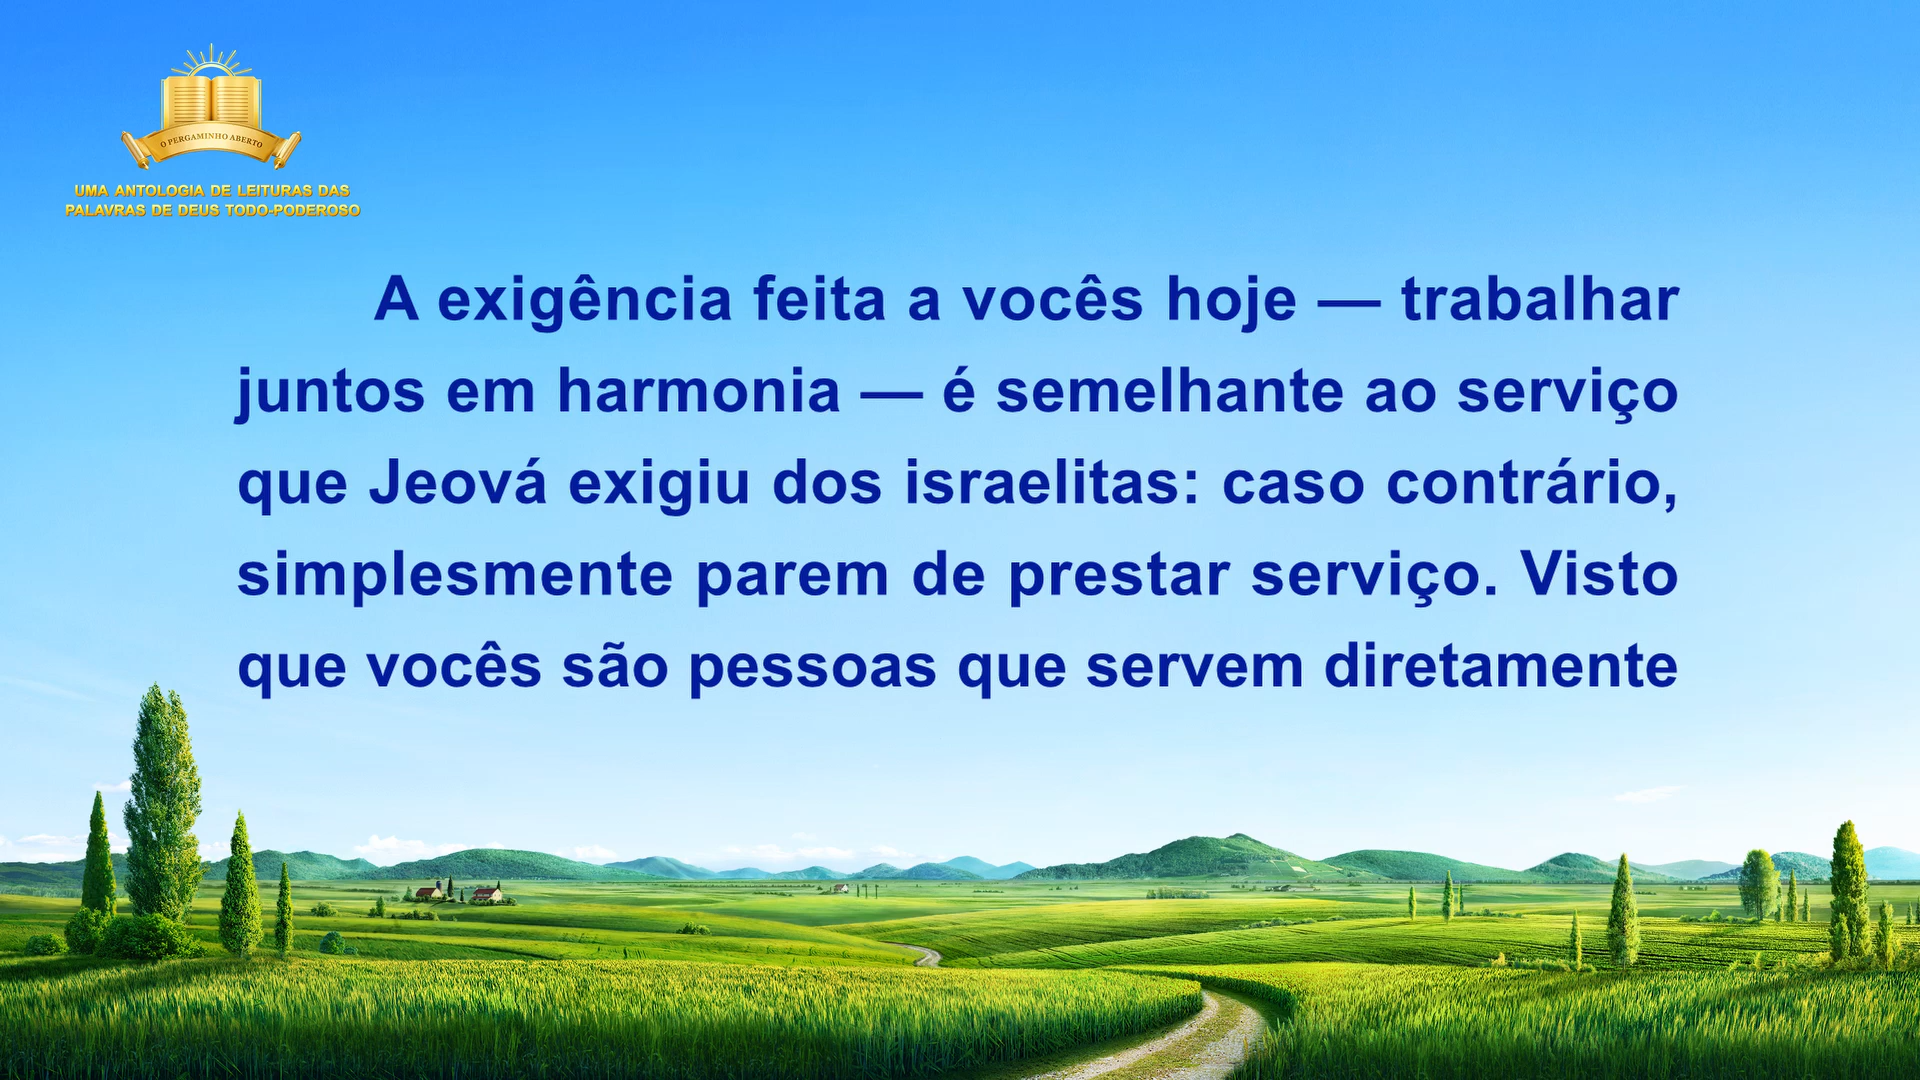 O PERGAMINHO ABERTO
UMA ANTOLOGIA DE LEITURAS DAS
PALAVRAS DE DEUS TODO-PODEROSO
A exigência feita a vocês hoje — trabalhar
juntos em harmonia — é semelhante ao serviço
que Jeová exigiu dos israelitas: caso contrário,
simplesmente parem de prestar serviço. Visto
que vocês são pessoas que servem diretamente